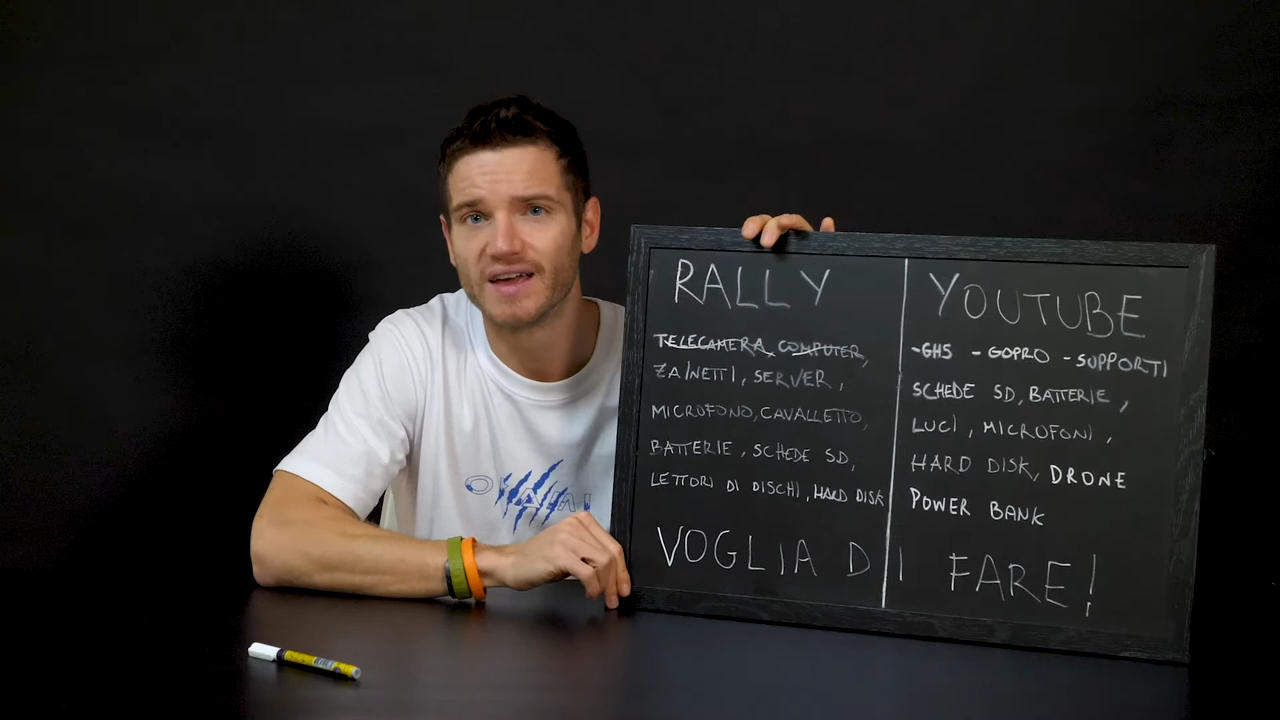 RALLY
TELECAMERA COMPUTER,
ZAINETTI, SERVER,
MICROFONO, CAVALLETTO,
BATTERIE, SCHEDE SD,
LETTORI DI DISCHI, HARD DISK
YOUTUBE
-GH5 -GOPRO -SUPPORTI
SCHEDE SD, BATTERIE,
LUCI, MICROFONI,
HARD DISK, DRONE
POWER BANK
VOGLIA DI FARE!